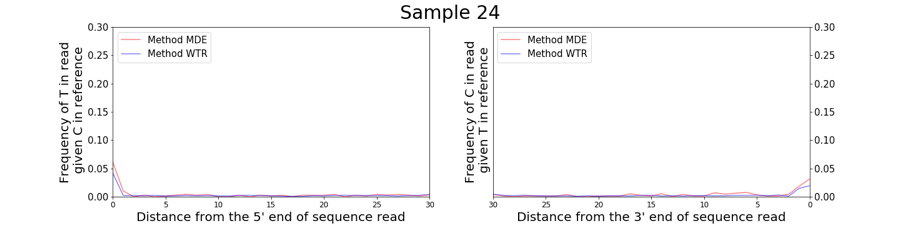 Sample 24
Frequency of T in read
given C in reference
0.30
0.25
0.20
0.15
0.10
0.05
0.00
Method MDE
Method WTR
0 5 10 15 20 25 30
Distance from the 5' end of sequence read
Frequency of C in read
given T in reference
Method MDE
Method WTR
30 25 20 15 10 5 0
Distance from the 3' end of sequence read
0.30
0.25
0.20
0.15
0.10
0.05
0.00